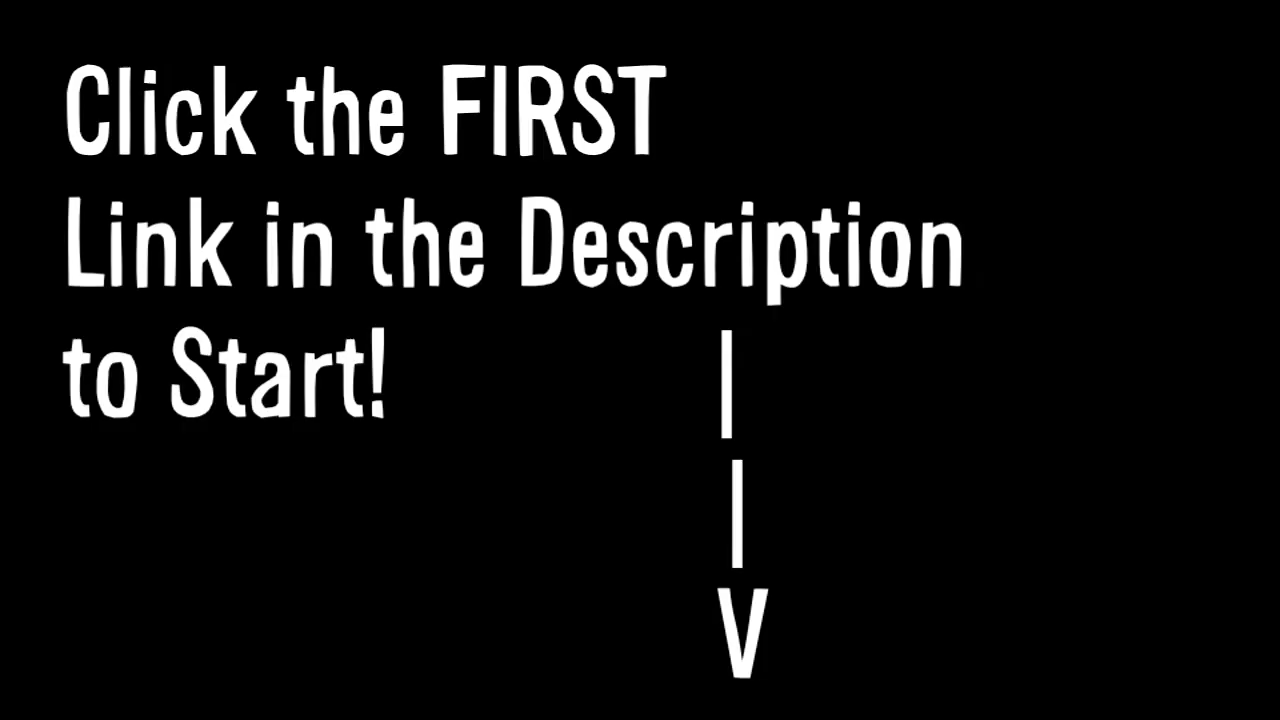 Click the FIRST
Link in the Description
to Start!
|
|
V